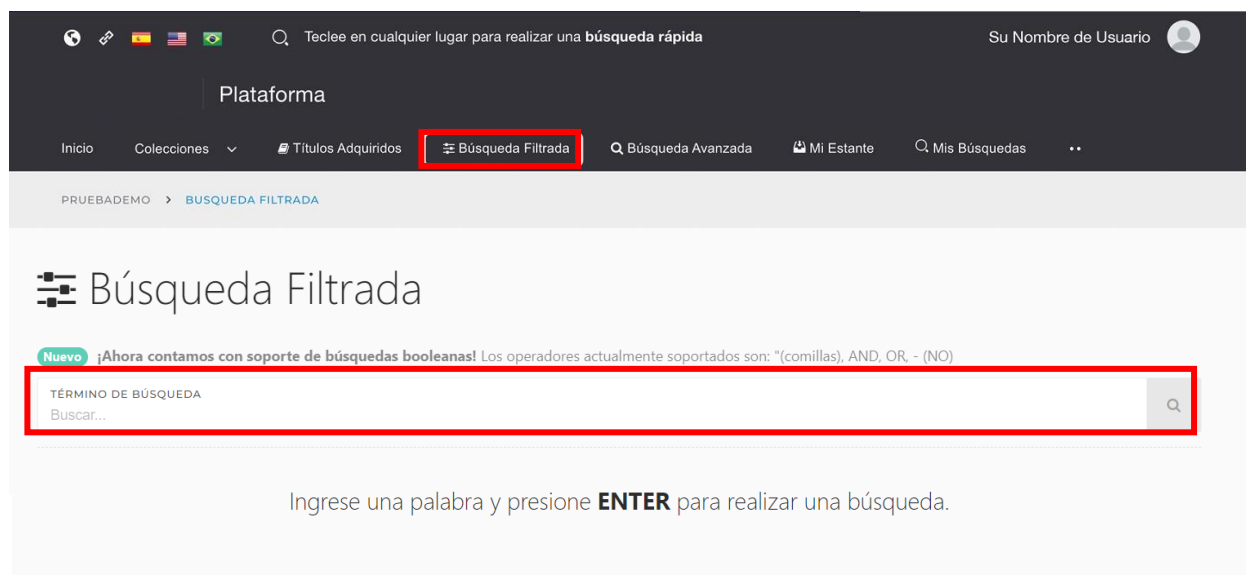 Teclee en cualquier lugar para realizar una búsqueda rápida
Su Nombre de Usuario
Plataforma
Inicio Colecciones Títulos Adquiridos Búsqueda Filtrada Búsqueda Avanzada Mi Estante Mis Búsquedas
PRUEBADEMO > BUSQUEDA FILTRADA
Búsqueda Filtrada
Nuevo ¡Ahora contamos con soporte de búsquedas booleanas! Los operadores actualmente soportados son: "(comillas), AND, OR, - (NO)
TÉRMINO DE BÚSQUEDA
Buscar...
Ingrese una palabra y presione ENTER para realizar una búsqueda.